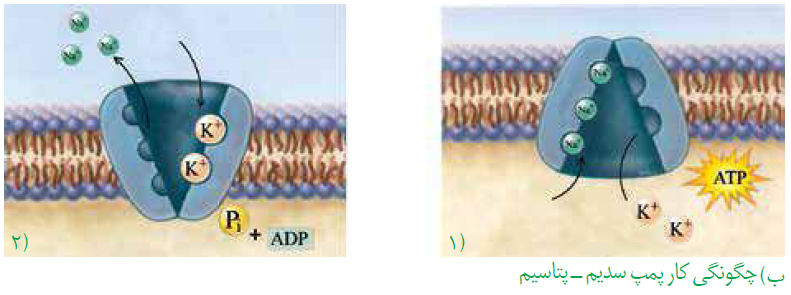 Na⁺
Na⁺
Na⁺
K⁺
K⁺
Pᵢ + ADP
۲)
Na⁺
Na⁺
Na⁺
ATP
K⁺
K⁺
۱)
ب) چگونگی کار پمپ سدیم ـ پتاسیم